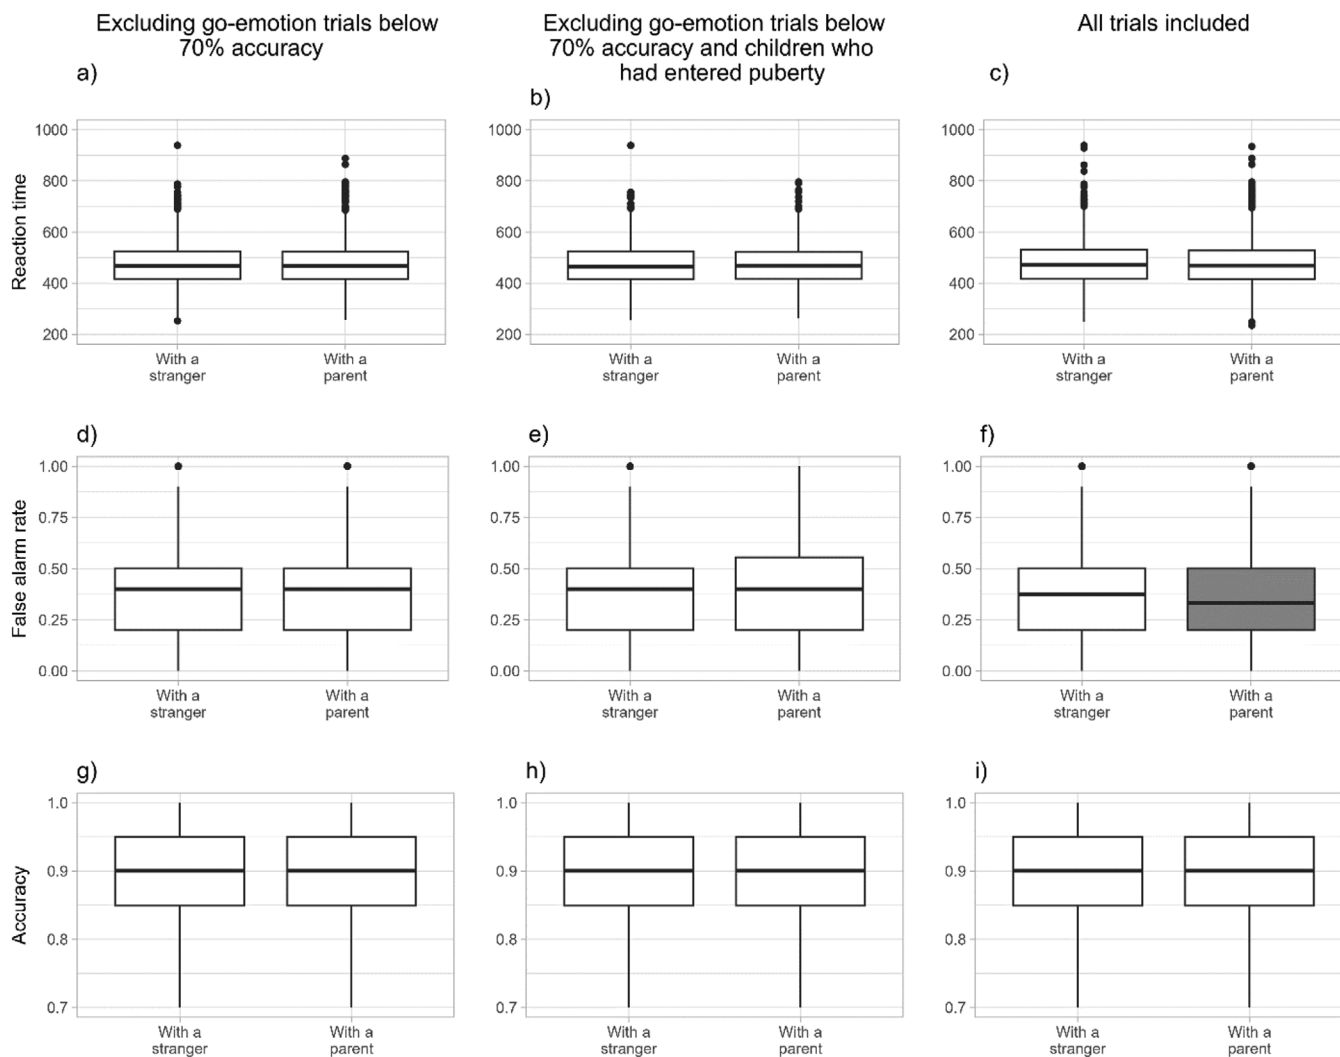 Excluding go-emotion trials below
70% accuracy
Excluding go-emotion trials below
70% accuracy and children who
had entered puberty
All trials included
a)
b)
c)
Reaction time
1000
800
600
400
200
With a
stranger
With a
parent
1000
800
600
400
200
With a
stranger
With a
parent
1000
800
600
400
200
With a
stranger
With a
parent
d)
e)
f)
False alarm rate
1.00
0.75
0.50
0.25
0.00
With a
stranger
With a
parent
1.00
0.75
0.50
0.25
0.00
With a
stranger
With a
parent
1.00
0.75
0.50
0.25
0.00
With a
stranger
With a
parent
g)
h)
i)
Accuracy
1.0
0.9
0.8
0.7
With a
stranger
With a
parent
1.0
0.9
0.8
0.7
With a
stranger
With a
parent
1.0
0.9
0.8
0.7
With a
stranger
With a
parent